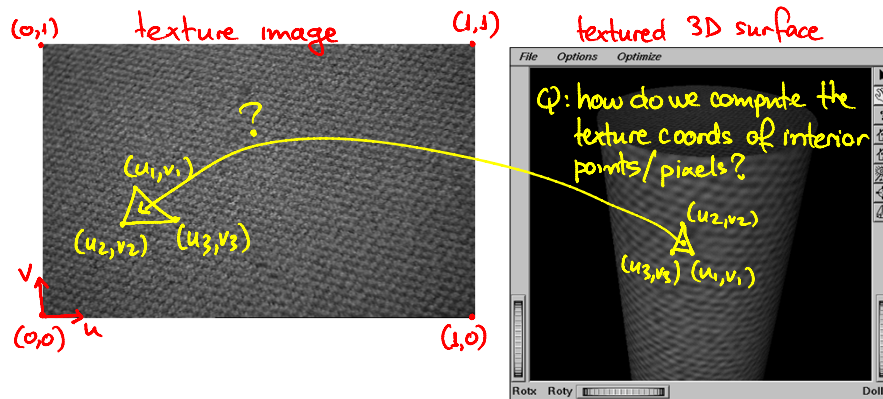 texture image
textured 3D surface
(0,1)
(1,1)
File Options Optimize
Q: how do we compute the
texture coords of interior
points/pixels?
?
(u₁,v₁)
(u₂,v₂)
(u₃,v₃)
(u₂,v₂)
(u₃,v₃) (u₁,v₁)
v
u
(0,0)
(1,0)
Rotx Roty
Doll